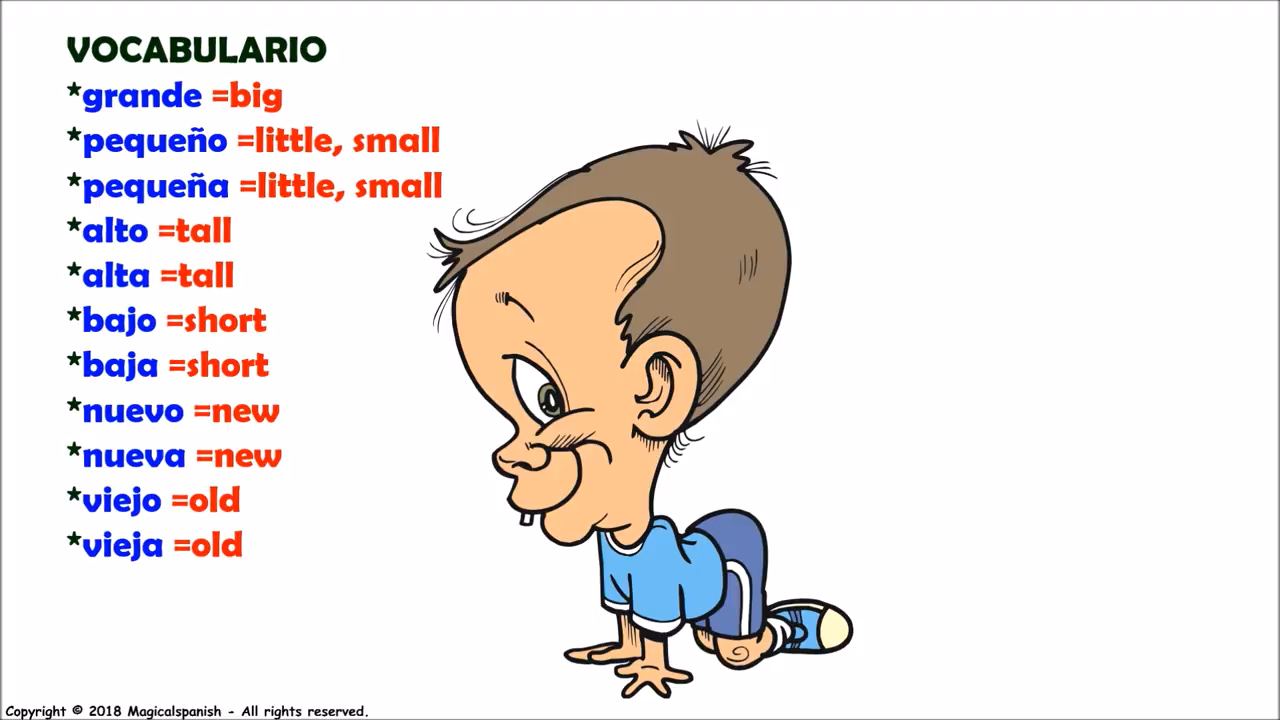 VOCABULARIO
*grande =big
*pequeño =little, small
*pequeña =little, small
*alto =tall
*alta =tall
*bajo =short
*baja =short
*nuevo =new
*nueva =new
*viejo =old
*vieja =old
Copyright © 2018 Magicalspanish - All rights reserved.